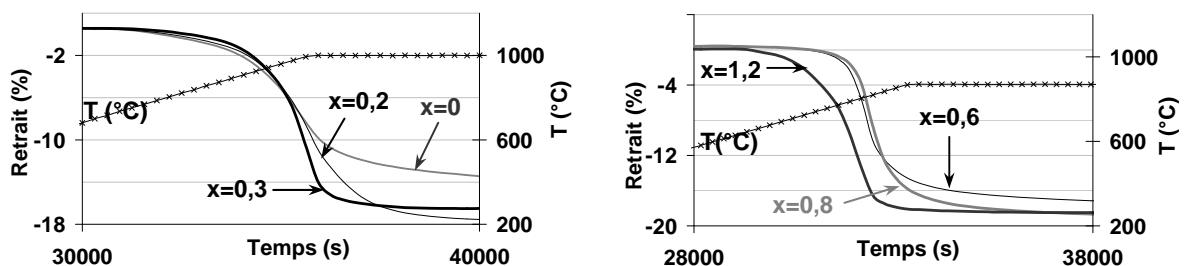 Retrait (%)
-2
-10
-18
T (°C)
x=0,2
x=0
x=0,3
1000
600
200
T (°C)
30000
Temps (s)
40000
Retrait (%)
-4
-12
-20
x=1,2
T(°C)
x=0,6
x=0,8
1000
600
200
T (°C)
28000
Temps (s)
38000